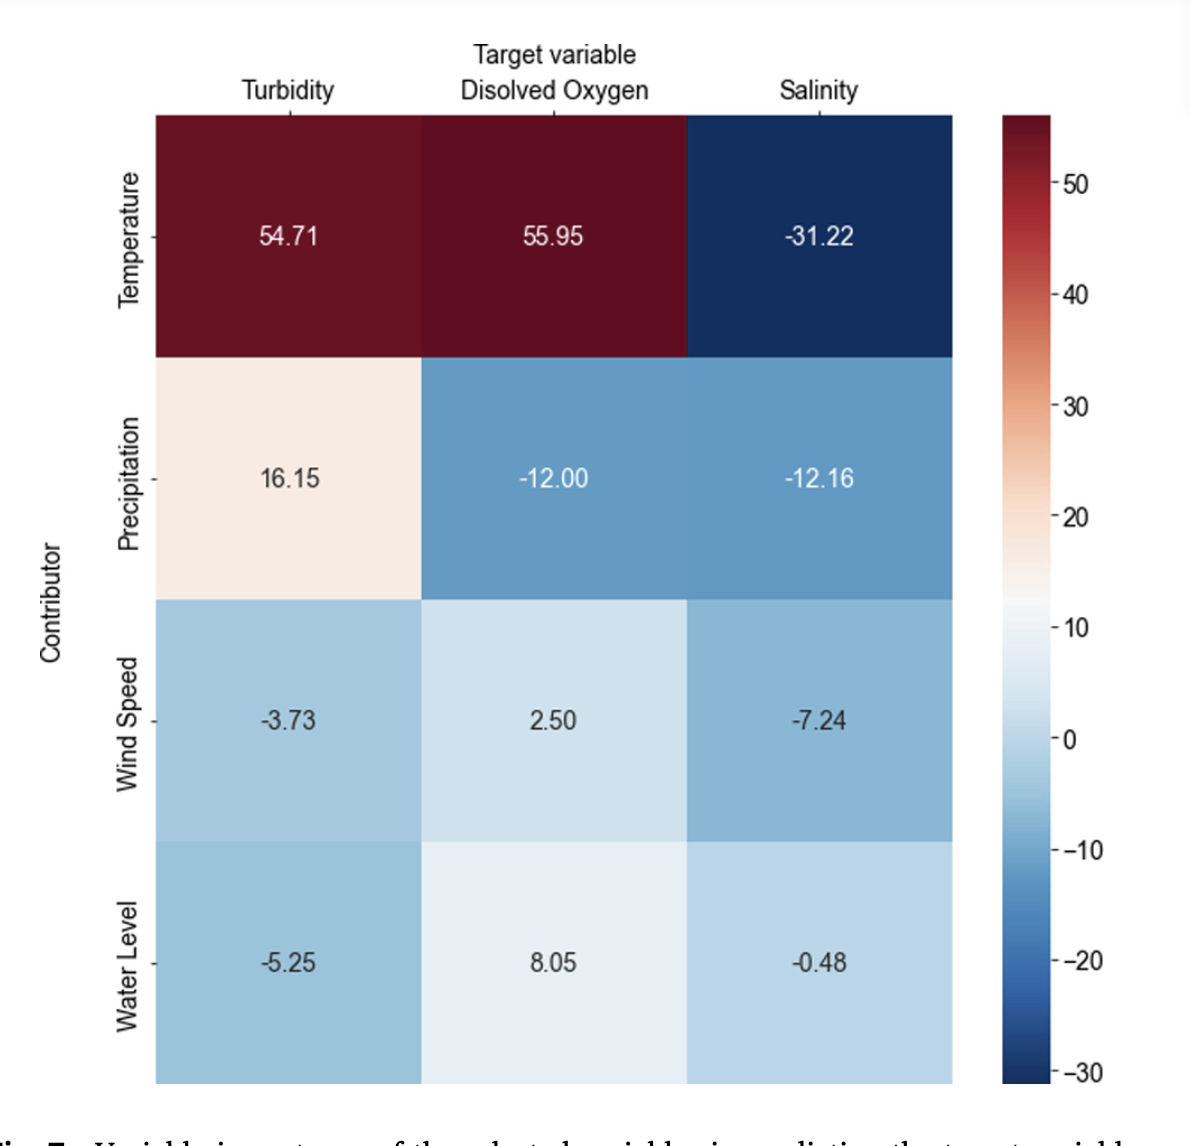 Target variable
Turbidity Disolved Oxygen Salinity
Contributor
Temperature 54.71 55.95 -31.22
Precipitation 16.15 -12.00 -12.16
Wind Speed -3.73 2.50 -7.24
Water Level -5.25 8.05 -0.48
50
40
30
20
10
0
−10
−20
−30